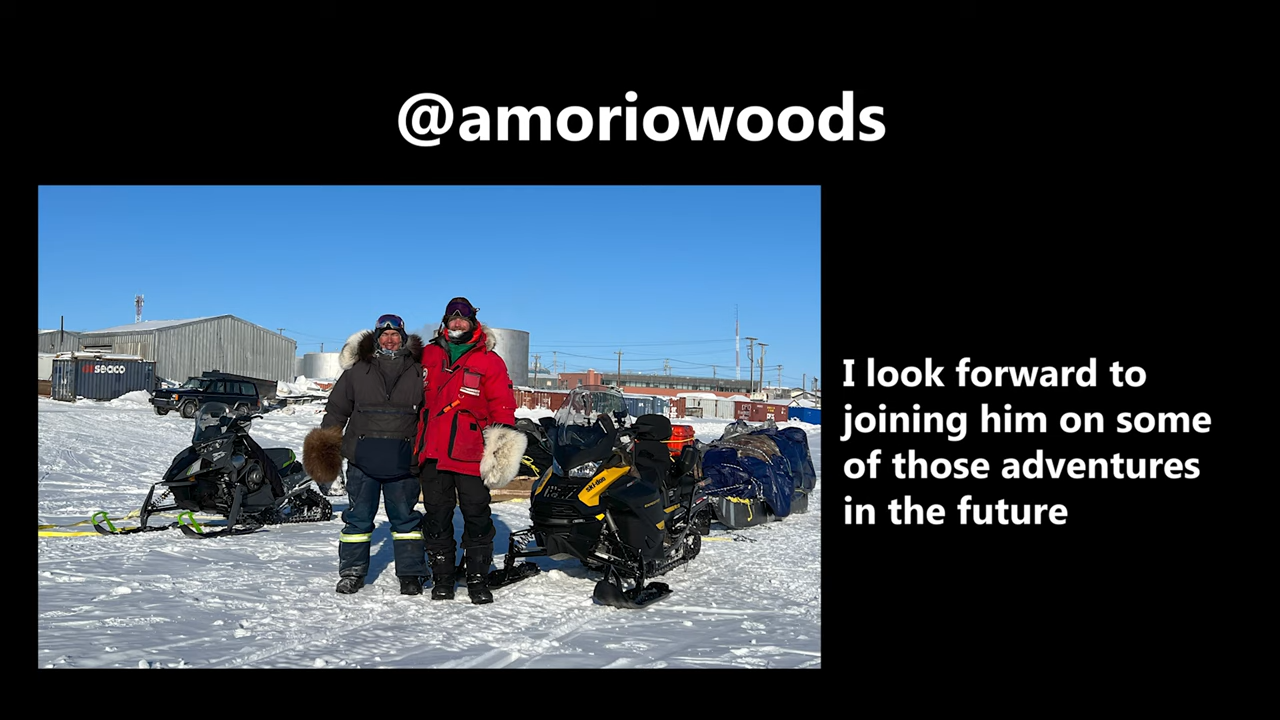 @amoriowoods
seaco
ski-doo
I look forward to
joining him on some
of those adventures
in the future